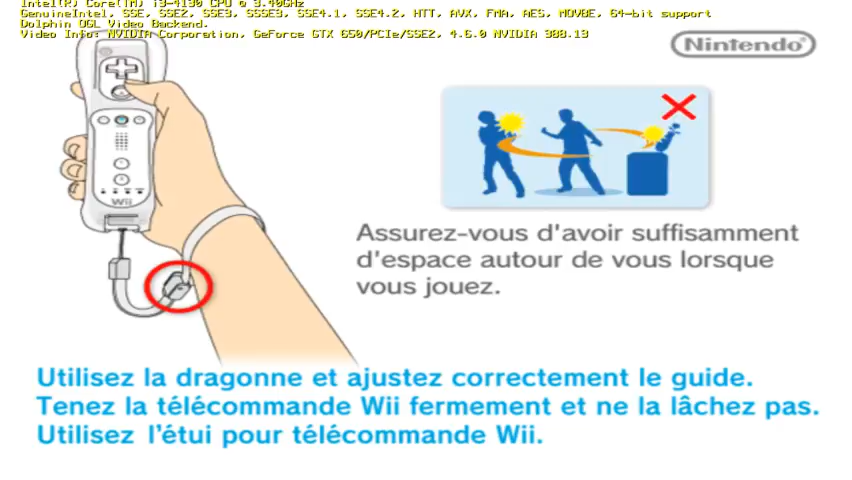 Intel(R) Core(TM) i3-4130 CPU @ 3.40GHz
GenuineIntel, SSE, SSE2, SSE3, SSSE3, SSE4.1, SSE4.2, HTT, AVX, FMA, AES, MOVBE, 64-bit support
Dolphin OGL Video Backend.
Video Info: NVIDIA Corporation, GeForce GTX 650/PCIe/SSE2, 4.6.0 NVIDIA 388.13
Nintendo
Wii
Assurez-vous d'avoir suffisamment
d'espace autour de vous lorsque
vous jouez.
Utilisez la dragonne et ajustez correctement le guide.
Tenez la télécommande Wii fermement et ne la lâchez pas.
Utilisez l'étui pour télécommande Wii.